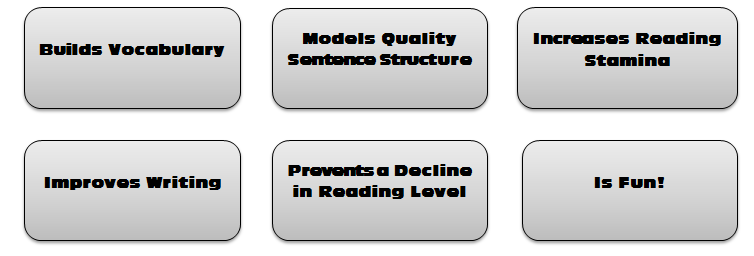 Builds Vocabulary
Models Quality
Sentence Structure
Increases Reading
Stamina
Improves Writing
Prevents a Decline
in Reading Level
Is Fun!